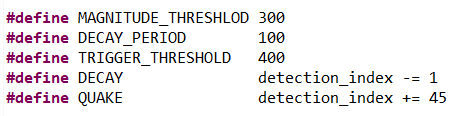 #define MAGNITUDE_THRESHLOD 300
#define DECAY_PERIOD 100
#define TRIGGER_THRESHOLD 400
#define DECAY detection_index -= 1
#define QUAKE detection_index += 45